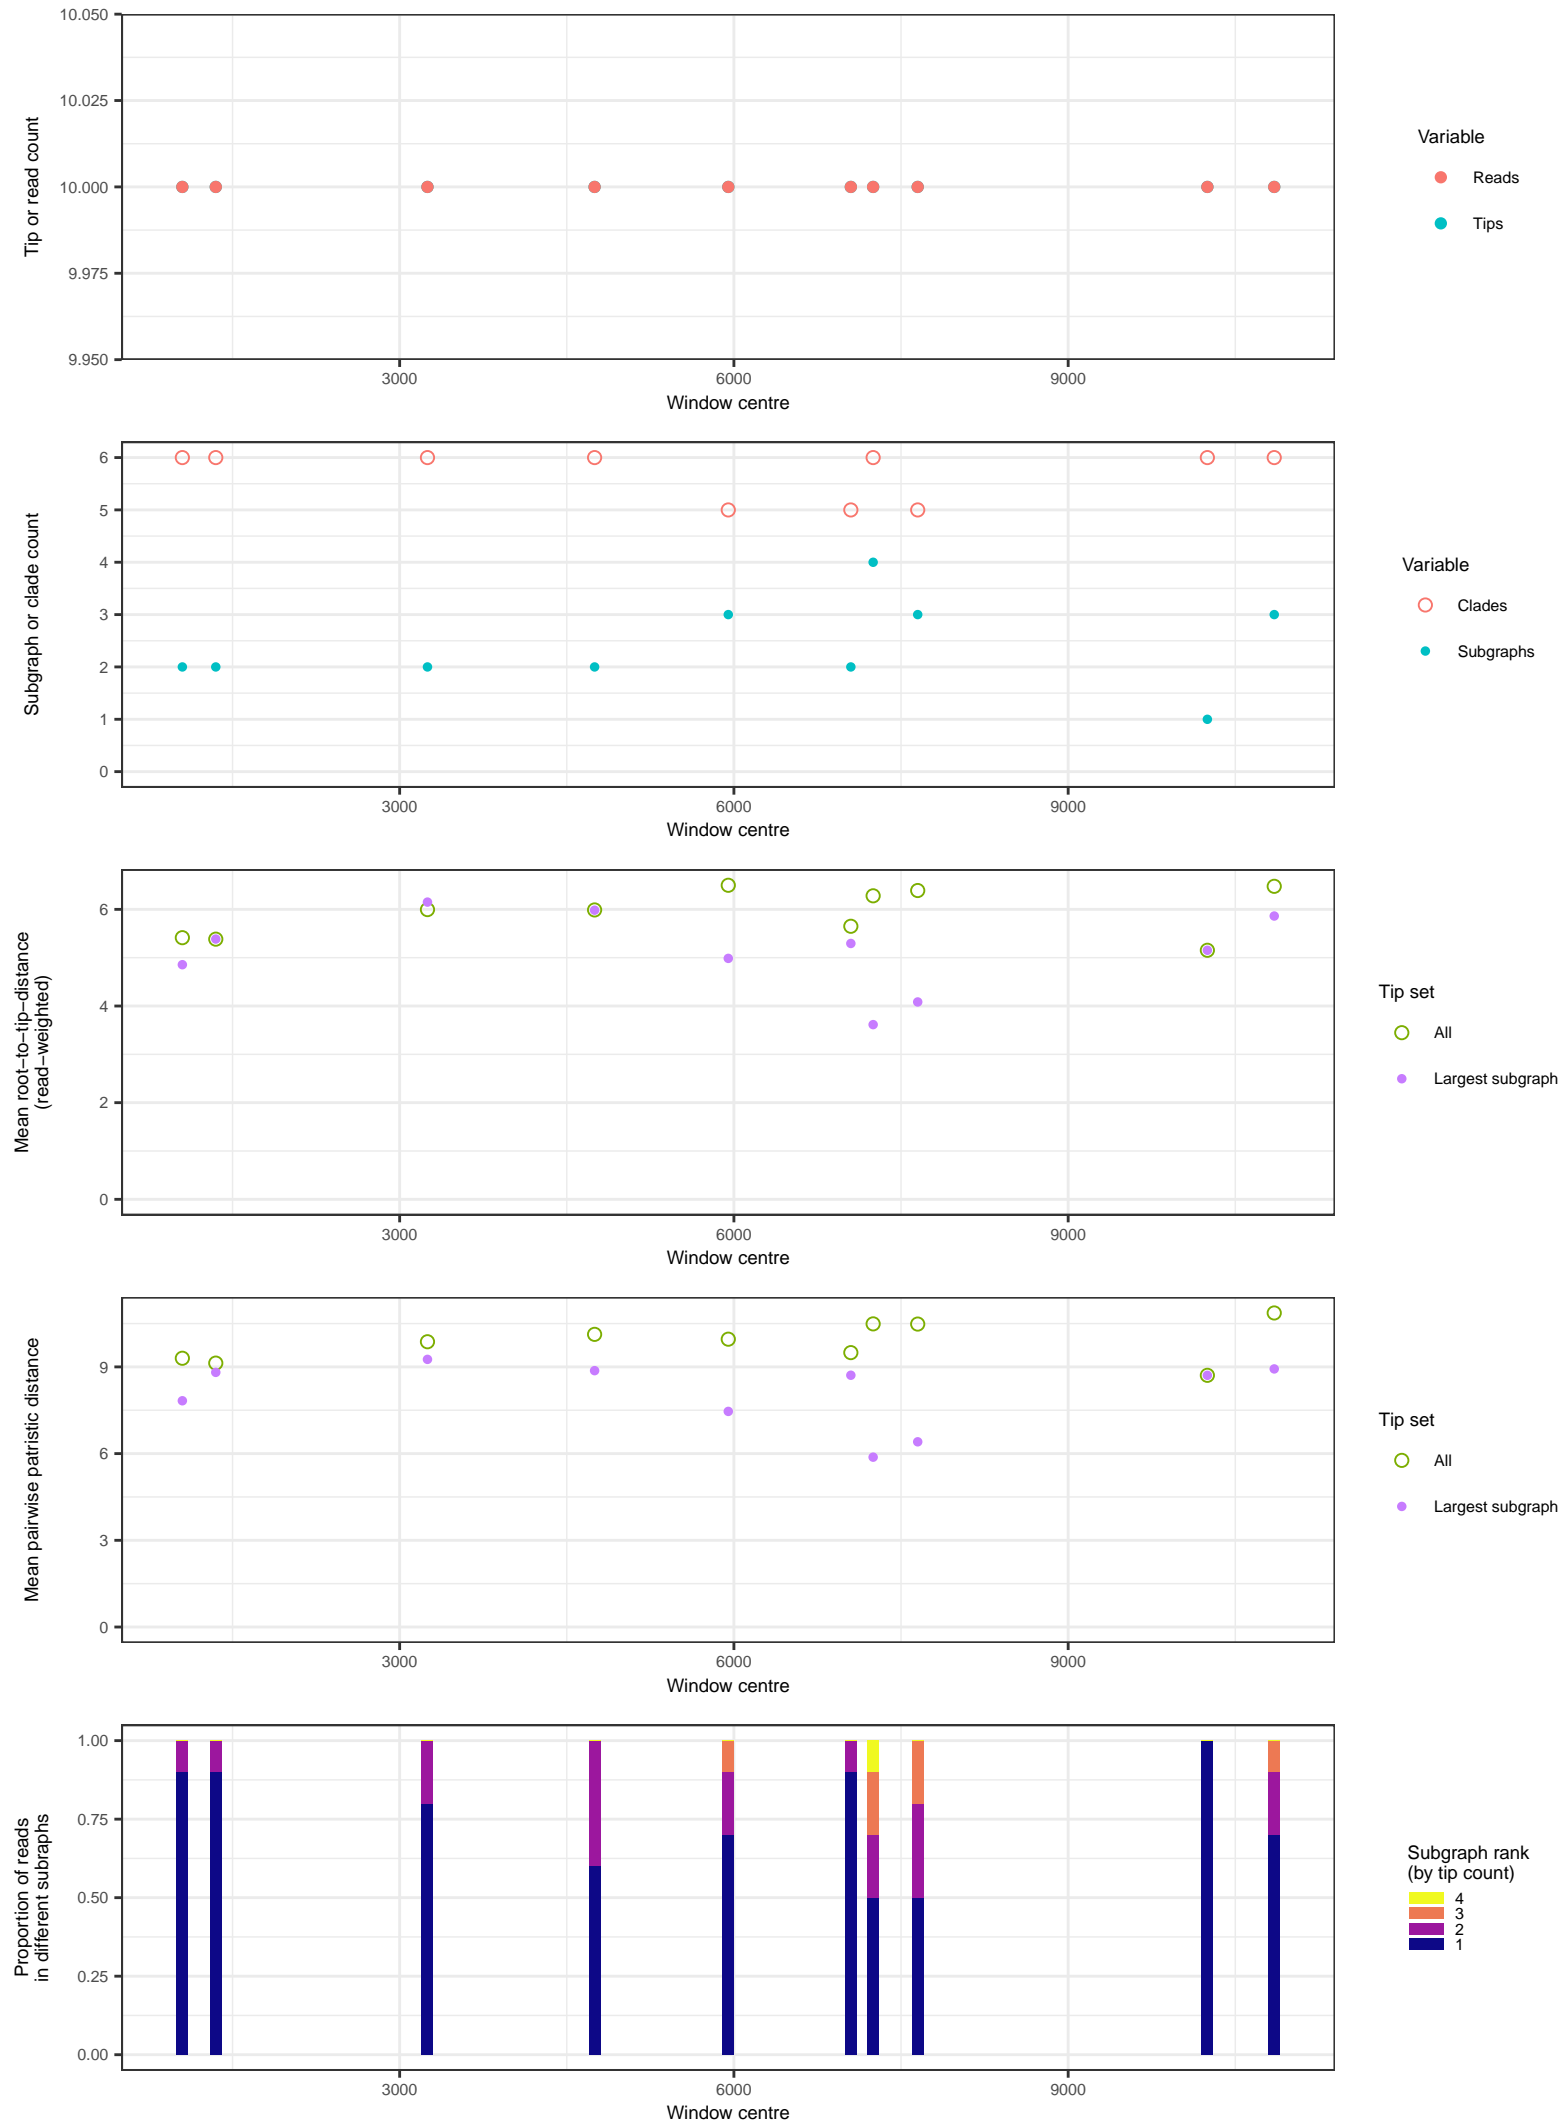 10.050
10.025
10.000
9.975
9.950
Tip or read count
3000 6000 9000
Window centre
Variable
Reads
Tips
6
5
4
3
2
1
0
Subgraph or clade count
3000 6000 9000
Window centre
Variable
Clades
Subgraphs
6
4
2
0
Mean root−to−tip−distance
(read−weighted)
3000 6000 9000
Window centre
Tip set
All
Largest subgraph
9
6
3
0
Mean pairwise patristic distance
3000 6000 9000
Window centre
Tip set
All
Largest subgraph
1.00
0.75
0.50
0.25
0.00
Proportion of reads
in different subraphs
3000 6000 9000
Window centre
Subgraph rank
(by tip count)
4
3
2
1